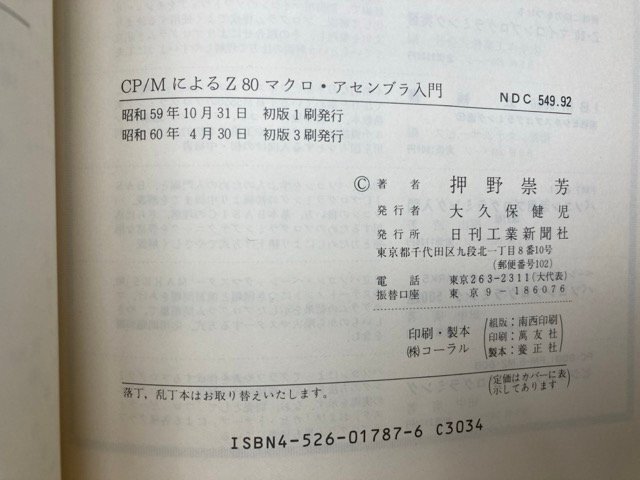 CP/MによるZ80マクロ・アセンブラ入門
NDC 549.92
昭和59年10月31日 初版1刷発行
昭和60年 4月30日 初版3刷発行
© 著者 押野崇芳
発行者 大久保健児
発行所 日刊工業新聞社
東京都千代田区九段北一丁目8番10号
(郵便番号102)
電話 東京263-2311(大代表)
振替口座 東京9-186076
印刷・製本
㈱コーラル
組版:南西印刷
印刷:萬友社
製本:養正社
落丁,乱丁本はお取り替えいたします。
(定価はカバーに表
示してあります)
ISBN4-526-01787-6 C3034